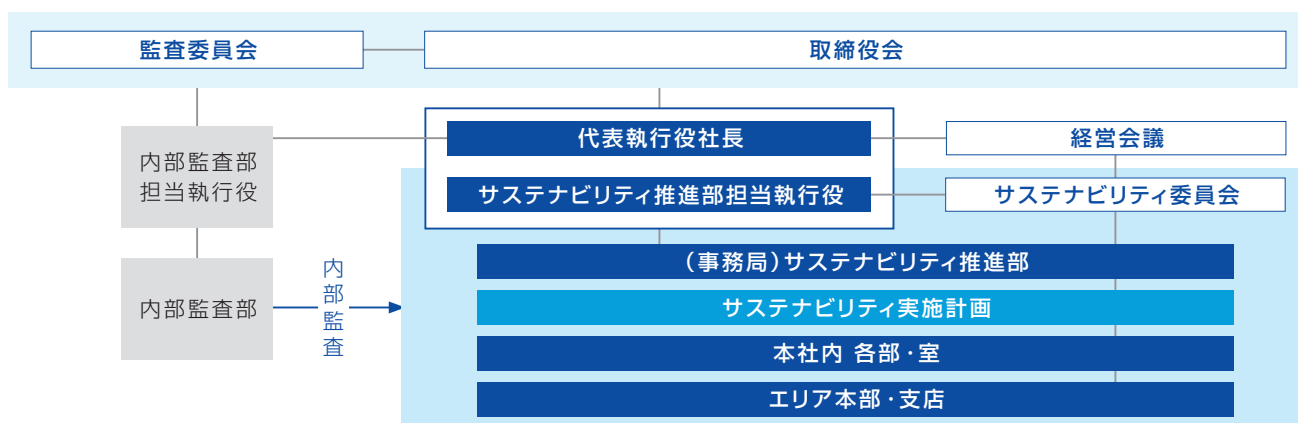 監査委員会
取締役会
代表執行役社長
経営会議
内部監査部
担当執行役
サステナビリティ推進部担当執行役
サステナビリティ委員会
(事務局)サステナビリティ推進部
内部監査部
内部監査
サステナビリティ実施計画
本社内 各部・室
エリア本部・支店